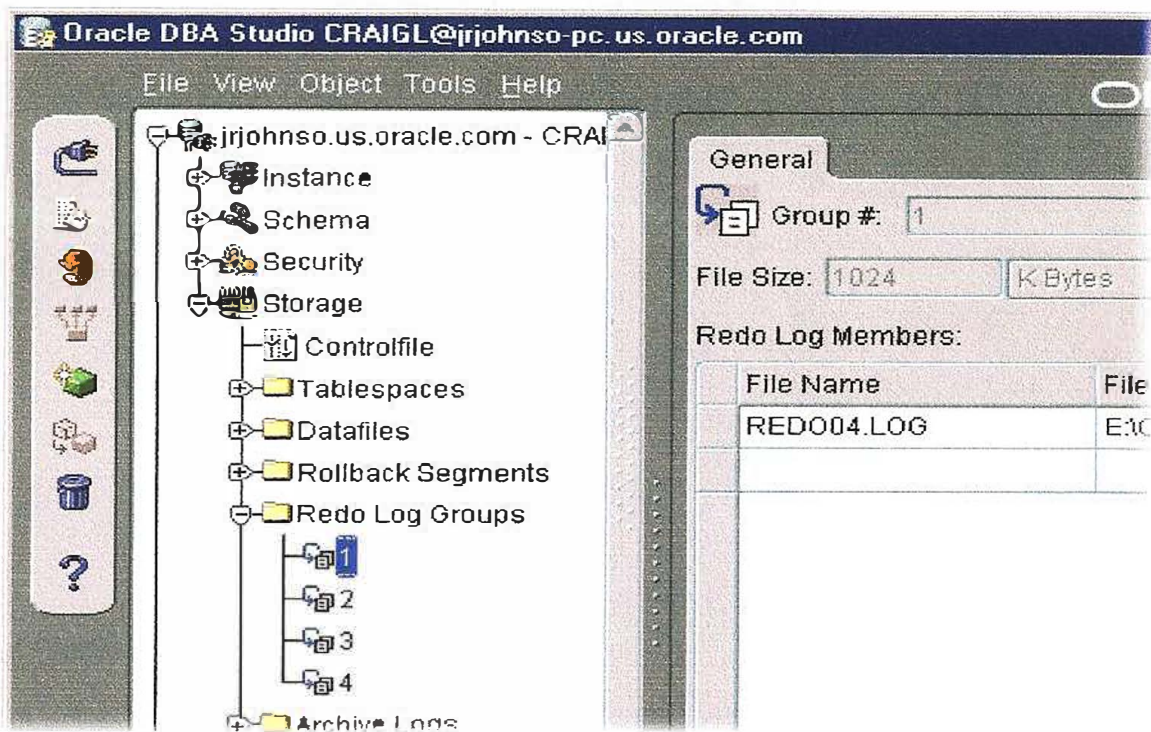 Oracle DBA Studio CRAIGL@jrjohnso-pc.us.oracle.com
File View Object Tools Help
jrjohnso.us.oracle.com - CRAI
Instance
Schema
Security
Storage
Controlfile
Tablespaces
Datafiles
Rollback Segments
Redo Log Groups
1
2
3
4
Archive Logs
General
Group #: 1
File Size: 1024 K Bytes
Redo Log Members:
File Name File
REDO04.LOG E:\